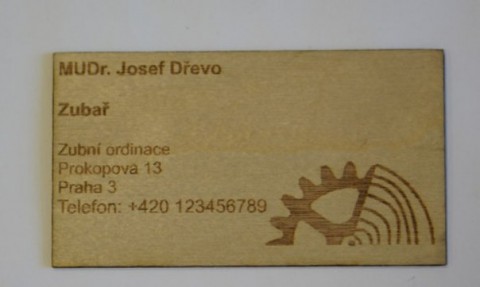 MUDr. Josef Dřevo
Zubař
Zubní ordinace
Prokopova 13
Praha 3
Telefon: +420 123456789